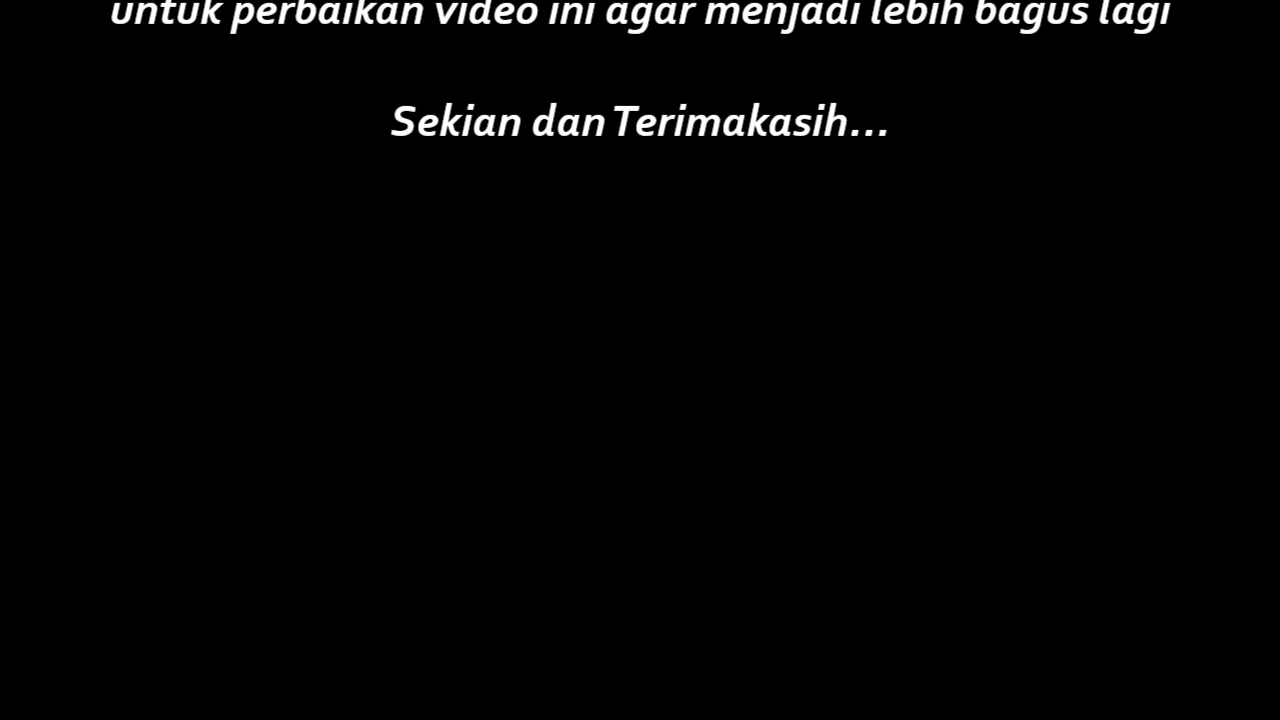 untuk perbaikan video ini agar menjadi lebih bagus lagi
Sekian dan Terimakasih...